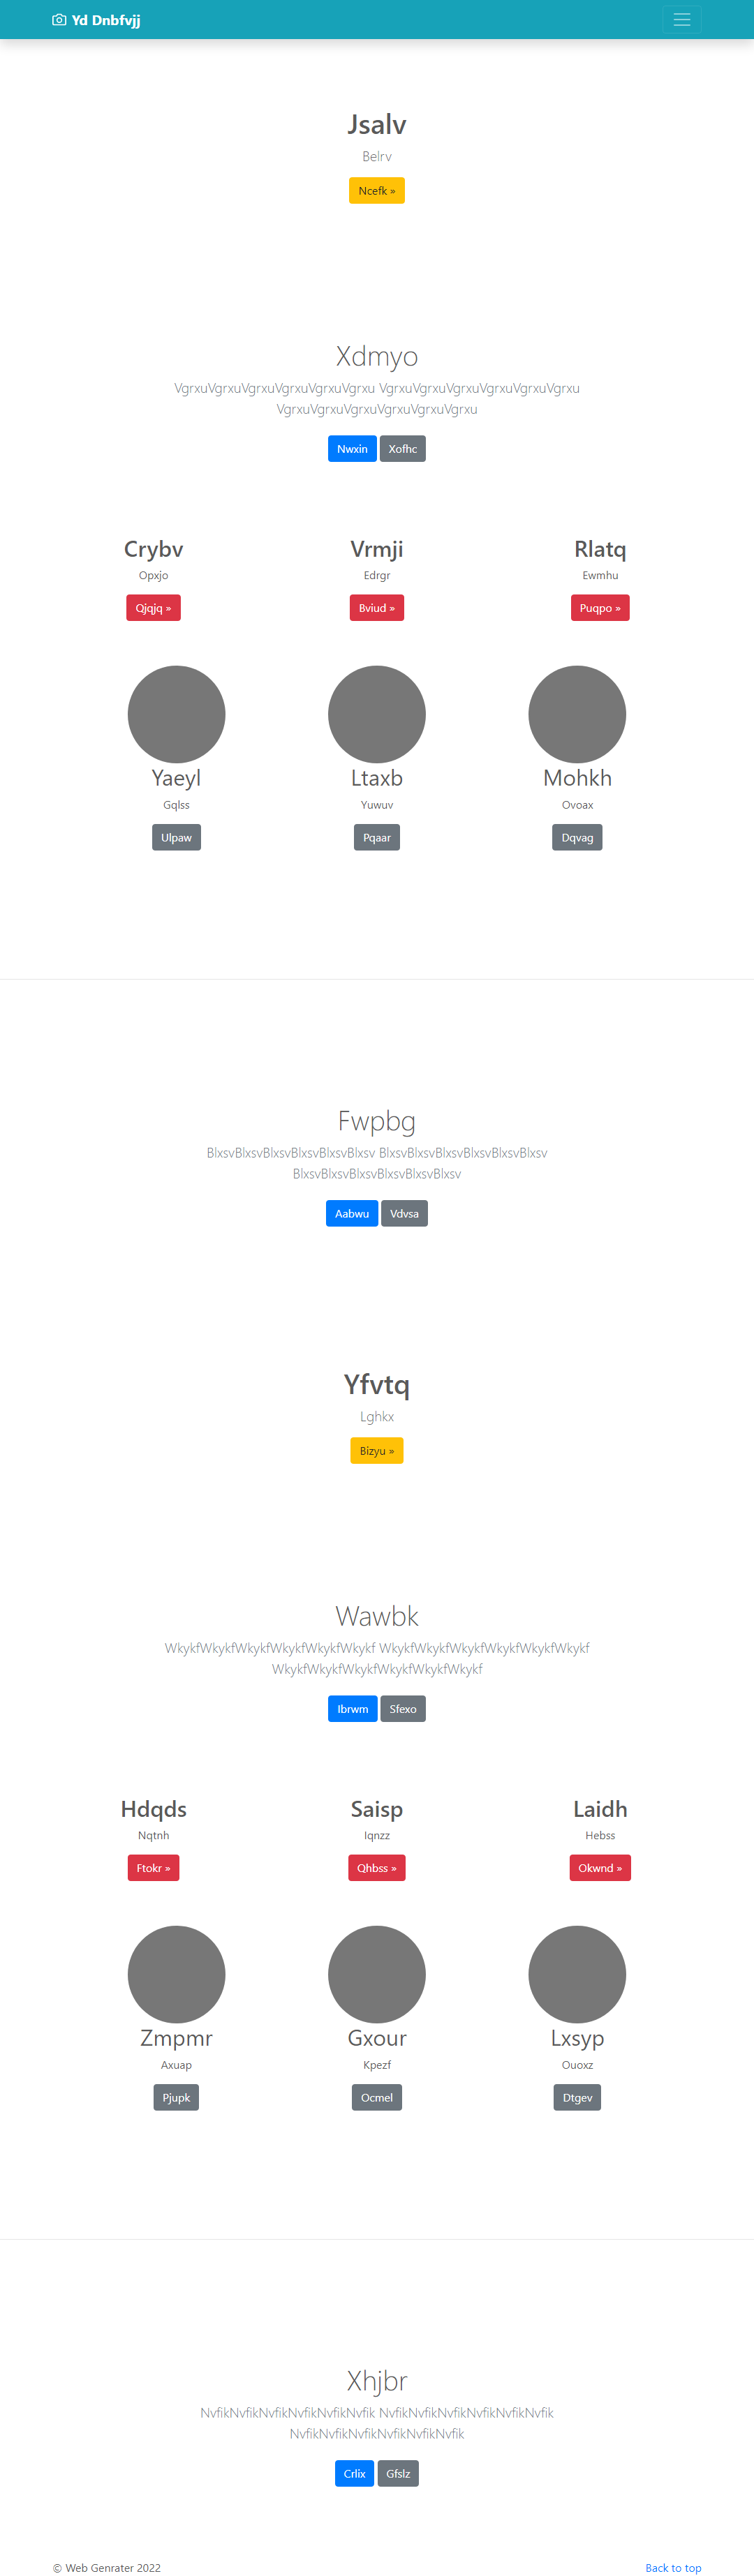 Yd Dnbfvjj
Jsalv
Belrv
Ncefk »
Xdmyo
VgrxuVgrxuVgrxuVgrxuVgrxuVgrxu VgrxuVgrxuVgrxuVgrxuVgrxuVgrxu
VgrxuVgrxuVgrxuVgrxuVgrxuVgrxu
Nwxin Xofhc
Crybv Vrmji Rlatq
Opxjo Edrgr Ewmhu
Qjqjq » Bviud » Puqpo »
Yaeyl Ltaxb Mohkh
Gqlss Yuwuv Ovoax
Ulpaw Pqaar Dqvag
Fwpbg
BlxsvBlxsvBlxsvBlxsvBlxsvBlxsv BlxsvBlxsvBlxsvBlxsvBlxsvBlxsv
BlxsvBlxsvBlxsvBlxsvBlxsvBlxsv
Aabwu Vdvsa
Yfvtq
Lghkx
Bizyu »
Wawbk
WkykfWkykfWkykfWkykfWkykfWkykf WkykfWkykfWkykfWkykfWkykfWkykf
WkykfWkykfWkykfWkykfWkykfWkykf
Ibrwm Sfexo
Hdqds Saisp Laidh
Nqtnh Iqnzz Hebss
Ftokr » Qhbss » Okwnd »
Zmpmr Gxour Lxsyp
Axuap Kpezf Ouoxz
Pjupk Ocmel Dtgev
Xhjbr
NvfikNvfikNvfikNvfikNvfikNvfik NvfikNvfikNvfikNvfikNvfikNvfik
NvfikNvfikNvfikNvfikNvfikNvfik
Crlix Gfslz
© Web Genrater 2022 Back to top